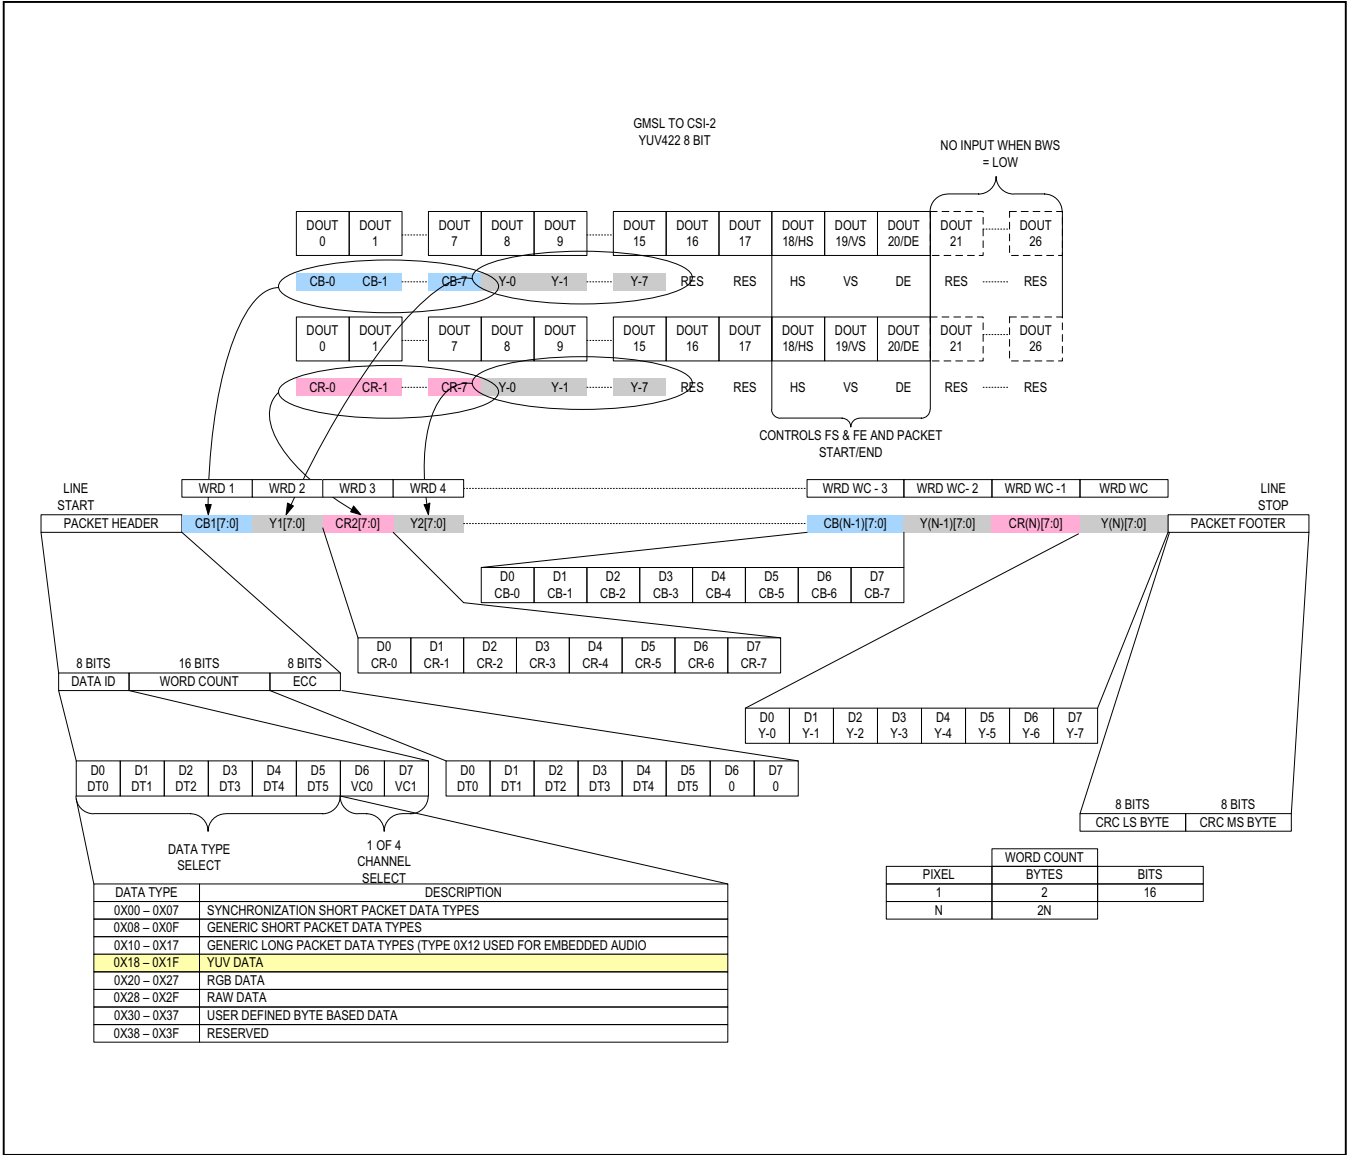 GMSL TO CSI-2
YUV422 8 BIT
NO INPUT WHEN BWS
= LOW
DOUT DOUT DOUT DOUT DOUT DOUT DOUT DOUT DOUT DOUT DOUT DOUT DOUT
0 1 7 8 9 15 16 17 18/HS 19/VS 20/DE 21 26
CB-0 CB-1 CB-7 Y-0 Y-1 Y-7 RES RES HS VS DE RES RES
DOUT DOUT DOUT DOUT DOUT DOUT DOUT DOUT DOUT DOUT DOUT DOUT DOUT
0 1 7 8 9 15 16 17 18/HS 19/VS 20/DE 21 26
CR-0 CR-1 CR-7 Y-0 Y-1 Y-7 RES RES HS VS DE RES RES
CONTROLS FS & FE AND PACKET
START/END
LINE
START
WRD 1 WRD 2 WRD 3 WRD 4 WRD WC - 3 WRD WC- 2 WRD WC -1 WRD WC
LINE
STOP
PACKET HEADER CB1[7:0] Y1[7:0] CR2[7:0] Y2[7:0] CB(N-1)[7:0] Y(N-1)[7:0] CR(N)[7:0] Y(N)[7:0] PACKET FOOTER
D0 D1 D2 D3 D4 D5 D6 D7
CB-0 CB-1 CB-2 CB-3 CB-4 CB-5 CB-6 CB-7
D0 D1 D2 D3 D4 D5 D6 D7
CR-0 CR-1 CR-2 CR-3 CR-4 CR-5 CR-6 CR-7
8 BITS 16 BITS 8 BITS
DATA ID WORD COUNT ECC
D0 D1 D2 D3 D4 D5 D6 D7
Y-0 Y-1 Y-2 Y-3 Y-4 Y-5 Y-6 Y-7
D0 D1 D2 D3 D4 D5 D6 D7
DT0 DT1 DT2 DT3 DT4 DT5 VC0 VC1
D0 D1 D2 D3 D4 D5 D6 D7
DT0 DT1 DT2 DT3 DT4 DT5 0 0
8 BITS 8 BITS
CRC LS BYTE CRC MS BYTE
DATA TYPE
SELECT
1 OF 4
CHANNEL
SELECT
WORD COUNT
PIXEL BYTES BITS
1 2 16
N 2N
DATA TYPE DESCRIPTION
0X00 – 0X07 SYNCHRONIZATION SHORT PACKET DATA TYPES
0X08 – 0X0F GENERIC SHORT PACKET DATA TYPES
0X10 – 0X17 GENERIC LONG PACKET DATA TYPES (TYPE 0X12 USED FOR EMBEDDED AUDIO
0X18 – 0X1F YUV DATA
0X20 – 0X27 RGB DATA
0X28 – 0X2F RAW DATA
0X30 – 0X37 USER DEFINED BYTE BASED DATA
0X38 – 0X3F RESERVED